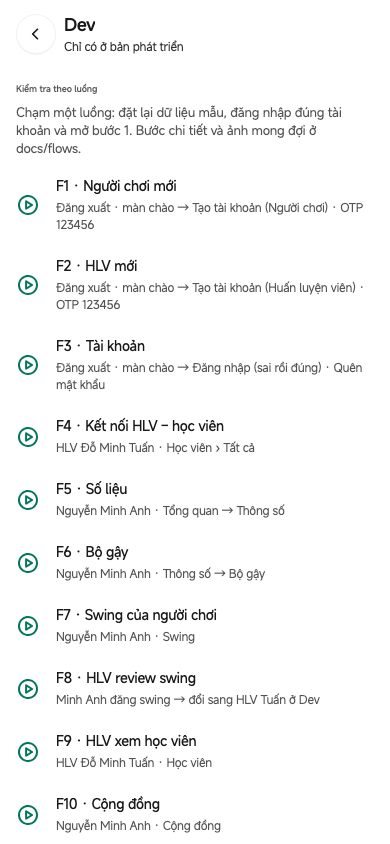 Dev
Chỉ có ở bản phát triển
Kiểm tra theo luồng
Chạm một luồng: đặt lại dữ liệu mẫu, đăng nhập đúng tài
khoản và mở bước 1. Bước chi tiết và ảnh mong đợi ở
docs/flows.
F1 · Người chơi mới
Đăng xuất · màn chào → Tạo tài khoản (Người chơi) · OTP
123456
F2 · HLV mới
Đăng xuất · màn chào → Tạo tài khoản (Huấn luyện viên) ·
OTP 123456
F3 · Tài khoản
Đăng xuất · màn chào → Đăng nhập (sai rồi đúng) · Quên
mật khẩu
F4 · Kết nối HLV – học viên
HLV Đỗ Minh Tuấn · Học viên › Tất cả
F5 · Số liệu
Nguyễn Minh Anh · Tổng quan → Thông số
F6 · Bộ gậy
Nguyễn Minh Anh · Thông số → Bộ gậy
F7 · Swing của người chơi
Nguyễn Minh Anh · Swing
F8 · HLV review swing
Minh Anh đăng swing → đổi sang HLV Tuấn ở Dev
F9 · HLV xem học viên
HLV Đỗ Minh Tuấn · Học viên
F10 · Cộng đồng
Nguyễn Minh Anh · Cộng đồng